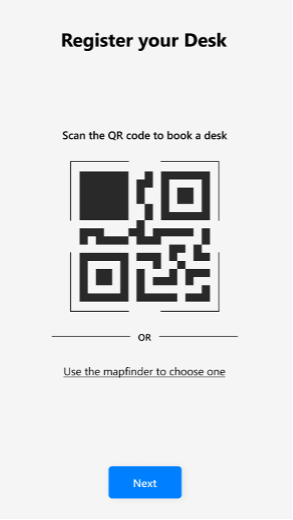 Register your Desk
Scan the QR code to book a desk
OR
Use the mapfinder to choose one
Next